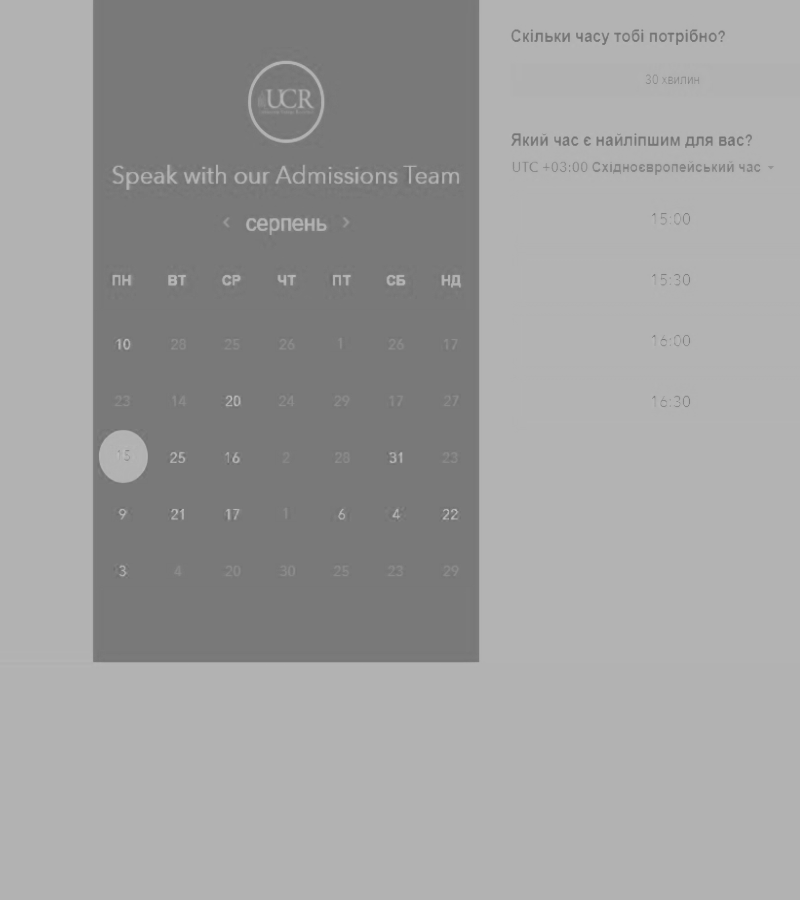 Скільки часу тобі потрібно?
30 хвилин
Який час є найліпшим для вас?
UTC +03:00 Східноєвропейський час
15:00
15:30
16:00
16:30
UCR
Speak with our Admissions Team
серпень
ПН ВТ СР ЧТ ПТ СБ НД
10 28 25 26 1 26 17
23 14 20 24 29 17 27
15 25 16 2 28 31 23
9 21 17 1 6 4 22
3 4 20 30 25 23 29